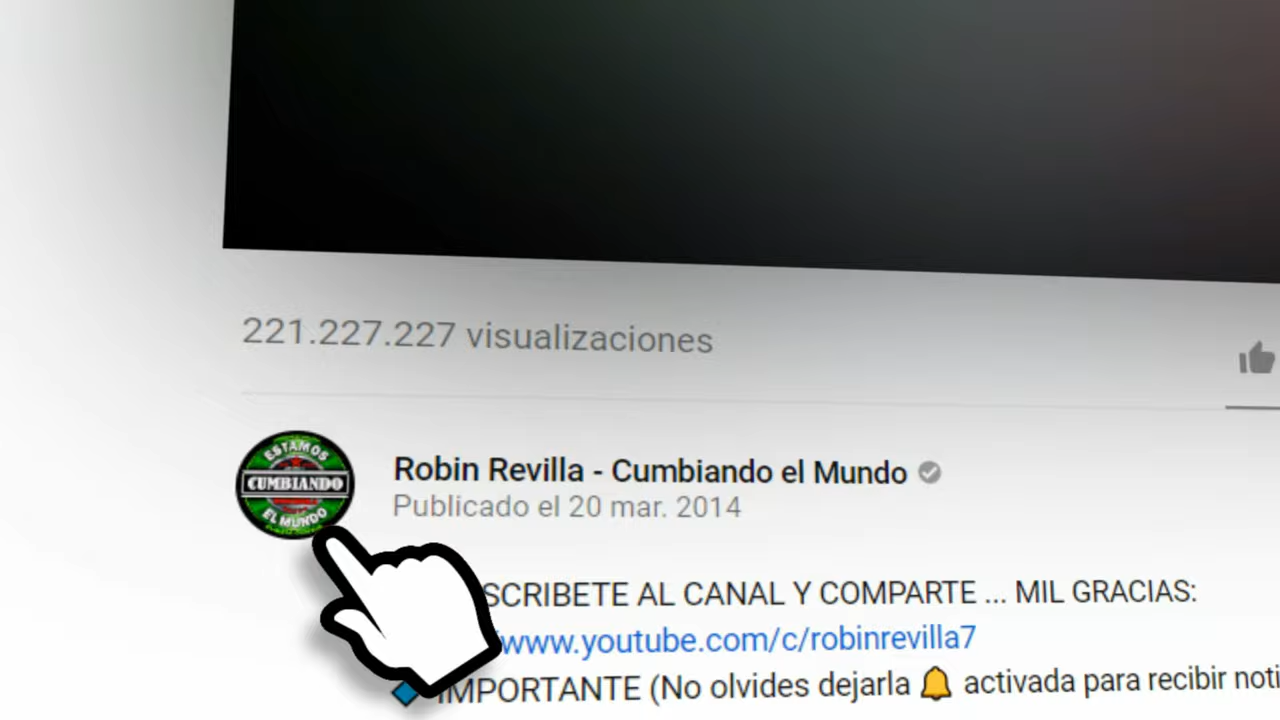 221.227.227 visualizaciones
ESTAMOS
CUMBIANDO
EL MUNDO
Robin Revilla - Cumbiando el Mundo
Publicado el 20 mar. 2014
SCRIBETE AL CANAL Y COMPARTE ... MIL GRACIAS:
/www.youtube.com/c/robinrevilla7
🔷 IMPORTANTE (No olvides dejarla 🔔 activada para recibir noti